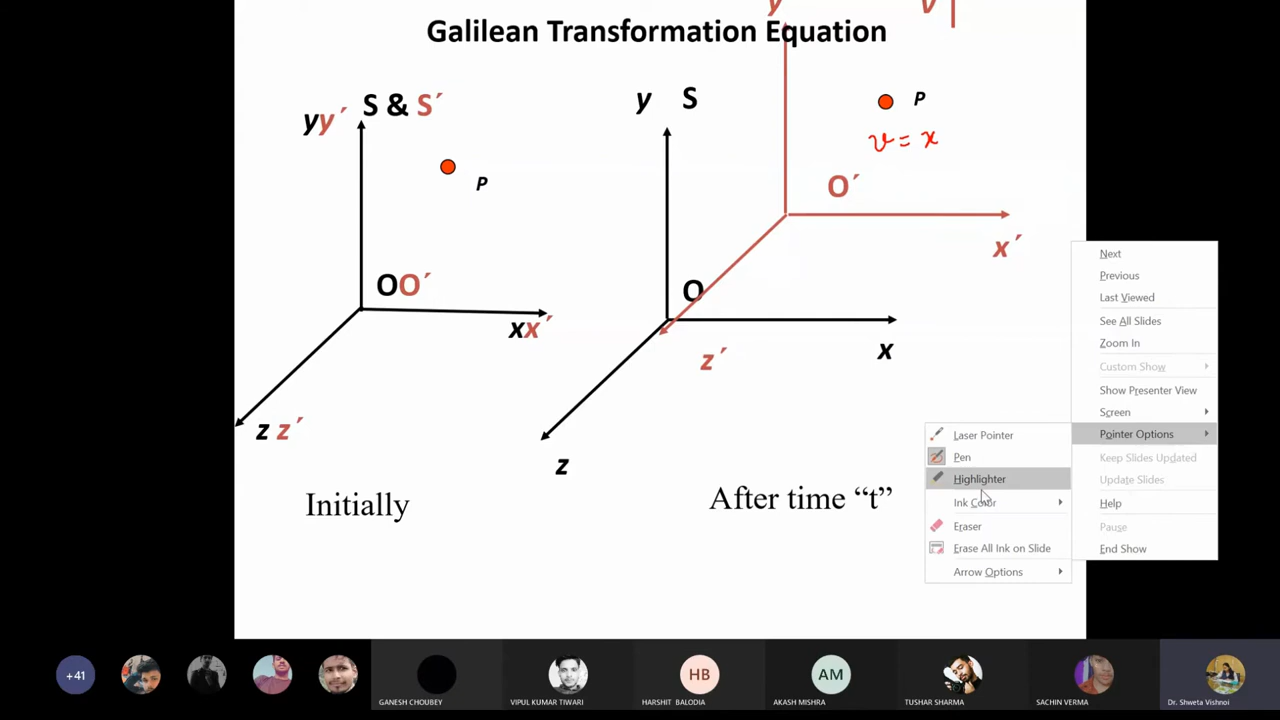 y´
v
Galilean Transformation Equation
yy´ S & S´
P
OO´
xx´
z z´
Initially
y S
P
v = x
O´
x´
O
x
z´
z
After time “t”
Next
Previous
Last Viewed
See All Slides
Zoom In
Custom Show
Show Presenter View
Screen
Pointer Options
Keep Slides Updated
Update Slides
Help
Pause
End Show
Laser Pointer
Pen
Highlighter
Ink Color
Eraser
Erase All Ink on Slide
Arrow Options
+41
GANESH CHOUBEY
VIPUL KUMAR TIWARI
HB
HARSHIT BALODIA
AM
AKASH MISHRA
TUSHAR SHARMA
SACHIN VERMA
Dr. Shweta Vishnoi